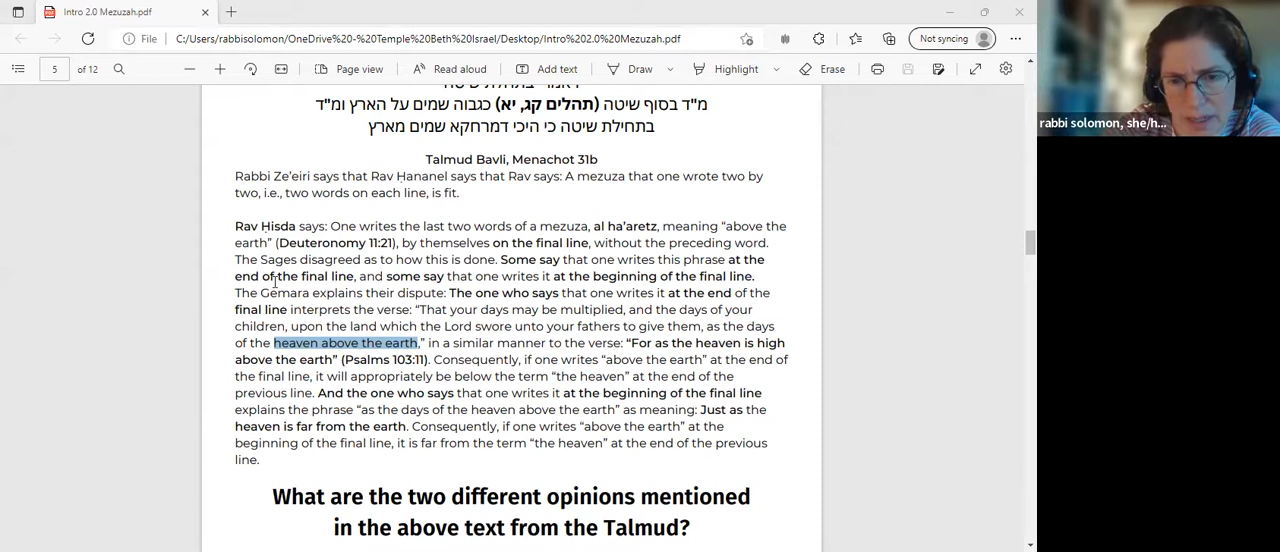 Intro 2.0 Mezuzah.pdf
File
C:/Users/rabbisolomon/OneDrive%20-%20Temple%20Beth%20Israel/Desktop/Intro%202.0%20Mezuzah.pdf
Not syncing
5 of 12
Page view
Read aloud
Add text
Draw
Highlight
Erase
rabbi solomon, she/h...
מ"ד בסוף שיטה (תהלים קג, יא) כגבוה שמים על הארץ ומ"ד
בתחילת שיטה כי היכי דמרחקא שמים מארץ
Talmud Bavli, Menachot 31b
Rabbi Ze'eiri says that Rav Ḥananel says that Rav says: A mezuza that one wrote two by
two, i.e., two words on each line, is fit.
Rav Ḥisda says: One writes the last two words of a mezuza, al ha'aretz, meaning "above the
earth" (Deuteronomy 11:21), by themselves on the final line, without the preceding word.
The Sages disagreed as to how this is done. Some say that one writes this phrase at the
end of the final line, and some say that one writes it at the beginning of the final line.
The Gemara explains their dispute: The one who says that one writes it at the end of the
final line interprets the verse: "That your days may be multiplied, and the days of your
children, upon the land which the Lord swore unto your fathers to give them, as the days
of the heaven above the earth," in a similar manner to the verse: "For as the heaven is high
above the earth" (Psalms 103:11). Consequently, if one writes "above the earth" at the end of
the final line, it will appropriately be below the term "the heaven" at the end of the
previous line. And the one who says that one writes it at the beginning of the final line
explains the phrase "as the days of the heaven above the earth" as meaning: Just as the
heaven is far from the earth. Consequently, if one writes "above the earth" at the
beginning of the final line, it is far from the term "the heaven" at the end of the previous
line.
What are the two different opinions mentioned
in the above text from the Talmud?